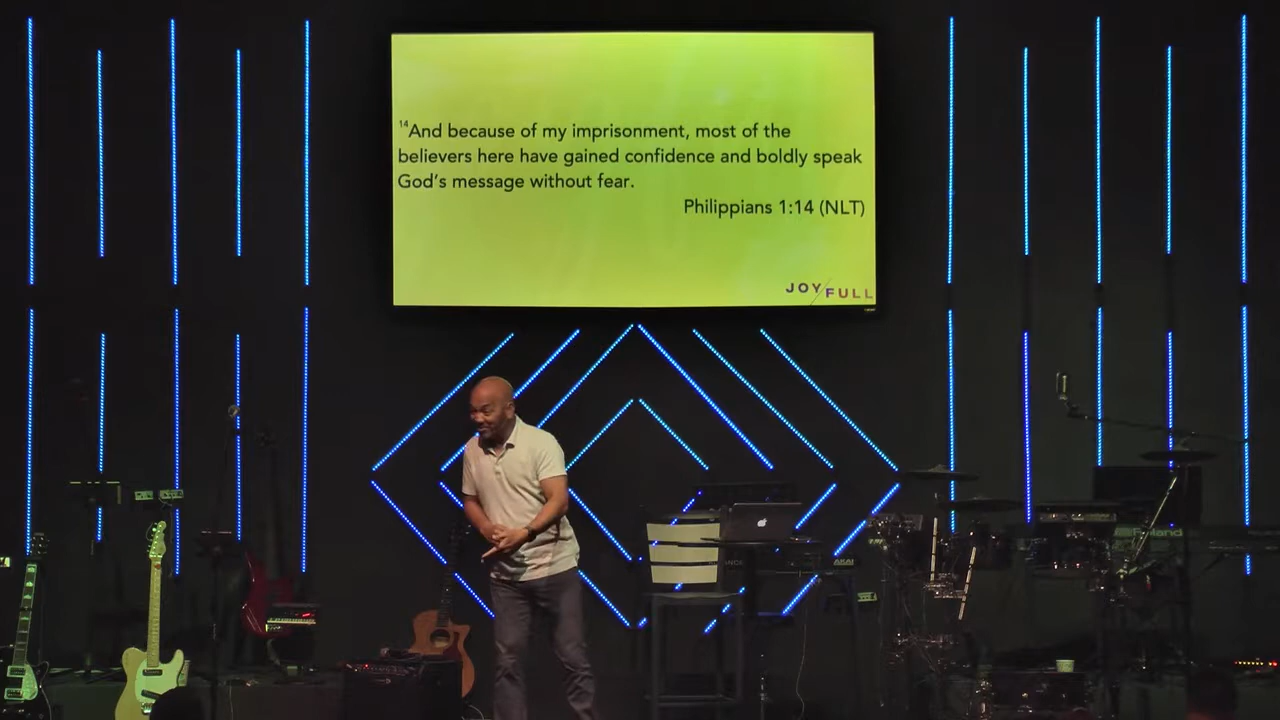 ¹⁴And because of my imprisonment, most of the
believers here have gained confidence and boldly speak
God's message without fear.
Philippians 1:14 (NLT)
JOY/FULL
AKAI